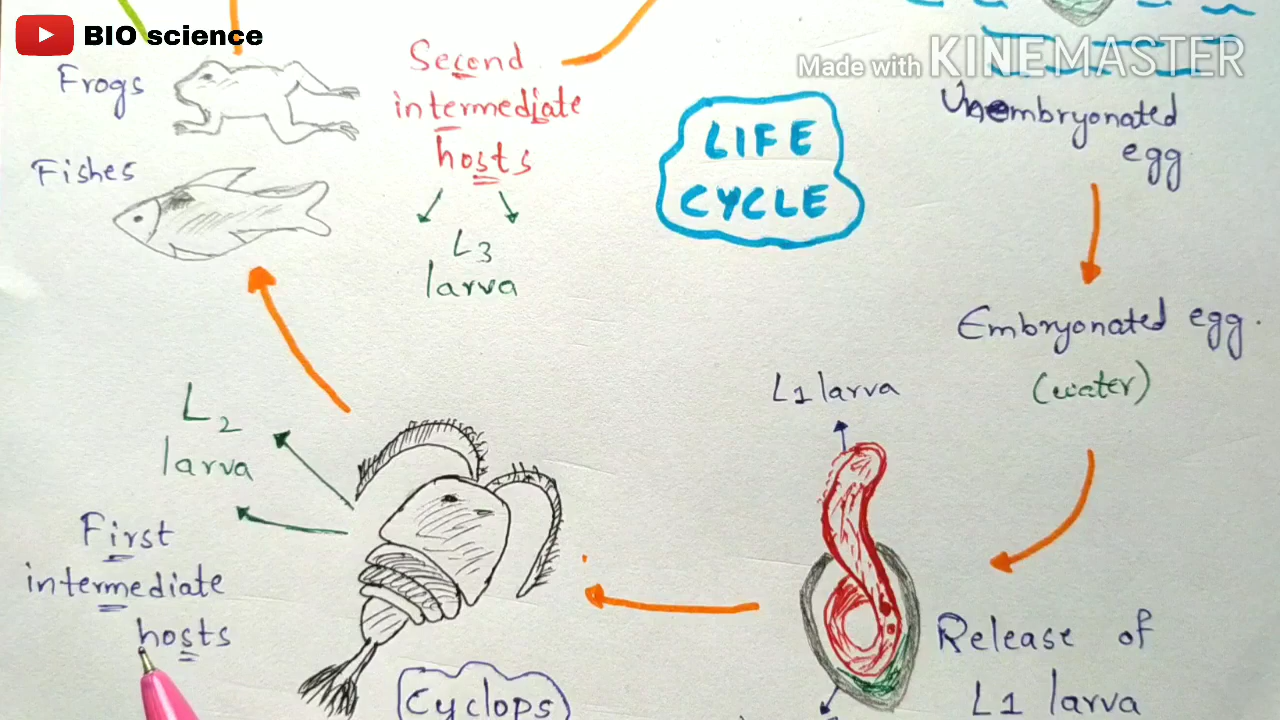 BIO science
Made with KINEMASTER
Frogs
Fishes
Second
intermediate
hosts
L3
larva
LIFE
CYCLE
Unembryonated
egg
Embryonated egg.
(water)
L1 larva
Release of
L1 larva
L2
larva
First
intermediate
hosts
Cyclops